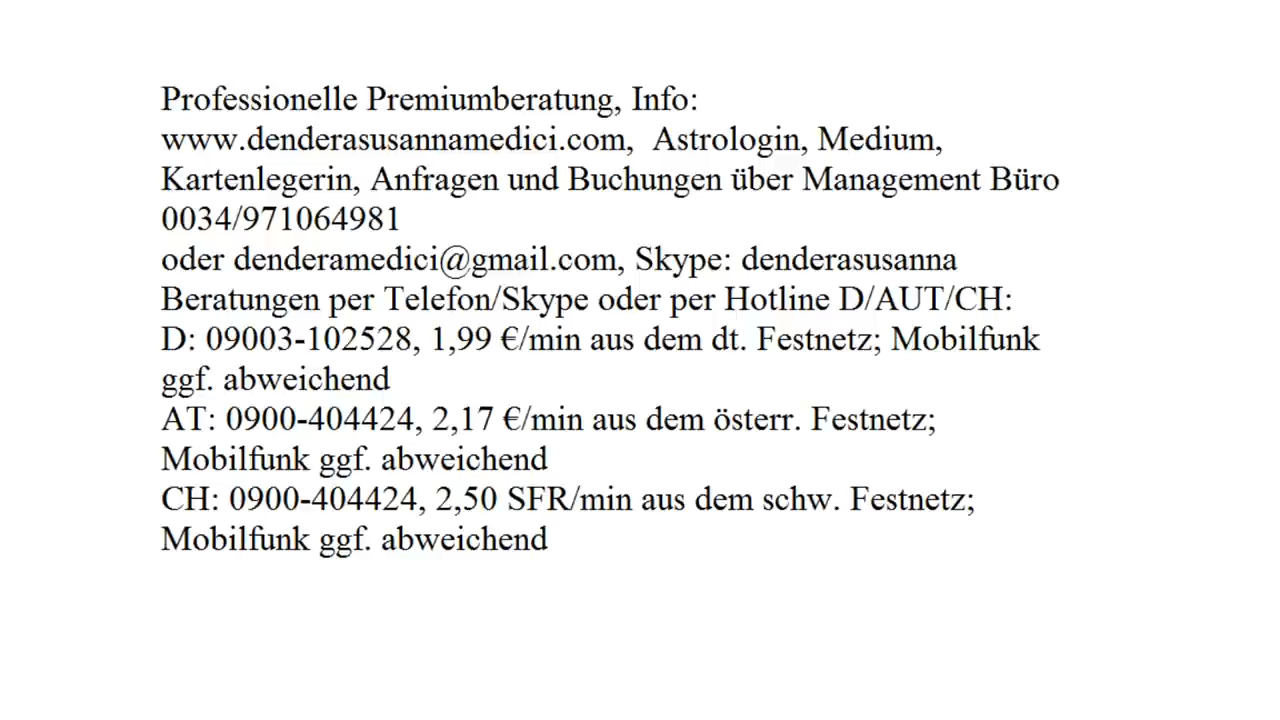 Professionelle Premiumberatung, Info:
www.denderasusannamedici.com,  Astrologin, Medium,
Kartenlegerin, Anfragen und Buchungen über Management Büro
0034/971064981
oder denderamedici@gmail.com, Skype: denderasusanna
Beratungen per Telefon/Skype oder per Hotline D/AUT/CH:
D: 09003-102528, 1,99 €/min aus dem dt. Festnetz; Mobilfunk
ggf. abweichend
AT: 0900-404424, 2,17 €/min aus dem österr. Festnetz;
Mobilfunk ggf. abweichend
CH: 0900-404424, 2,50 SFR/min aus dem schw. Festnetz;
Mobilfunk ggf. abweichend